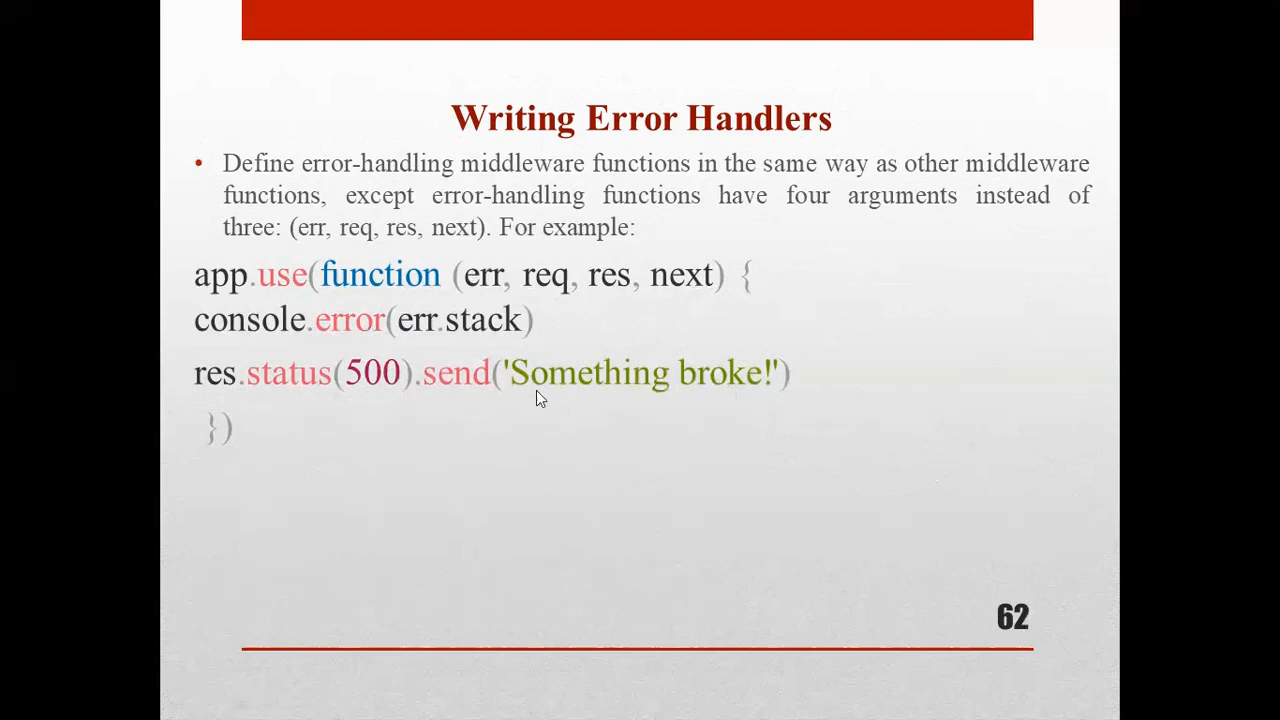 Writing Error Handlers
• Define error-handling middleware functions in the same way as other middleware
functions, except error-handling functions have four arguments instead of
three: (err, req, res, next). For example:
app.use(function (err, req, res, next) {
console.error(err.stack)
res.status(500).send('Something broke!')
})
62